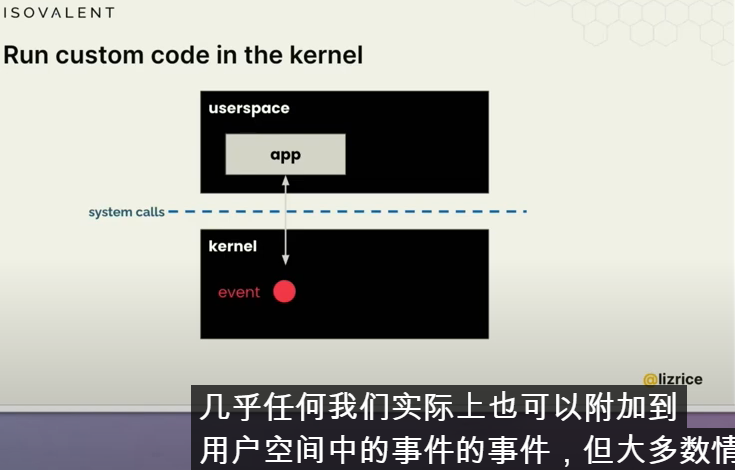 ISOVALENT
Run custom code in the kernel
userspace
app
system calls
kernel
event
@lizrice
几乎任何我们实际上也可以附加到
用户空间中的事件的事件，但大多数情